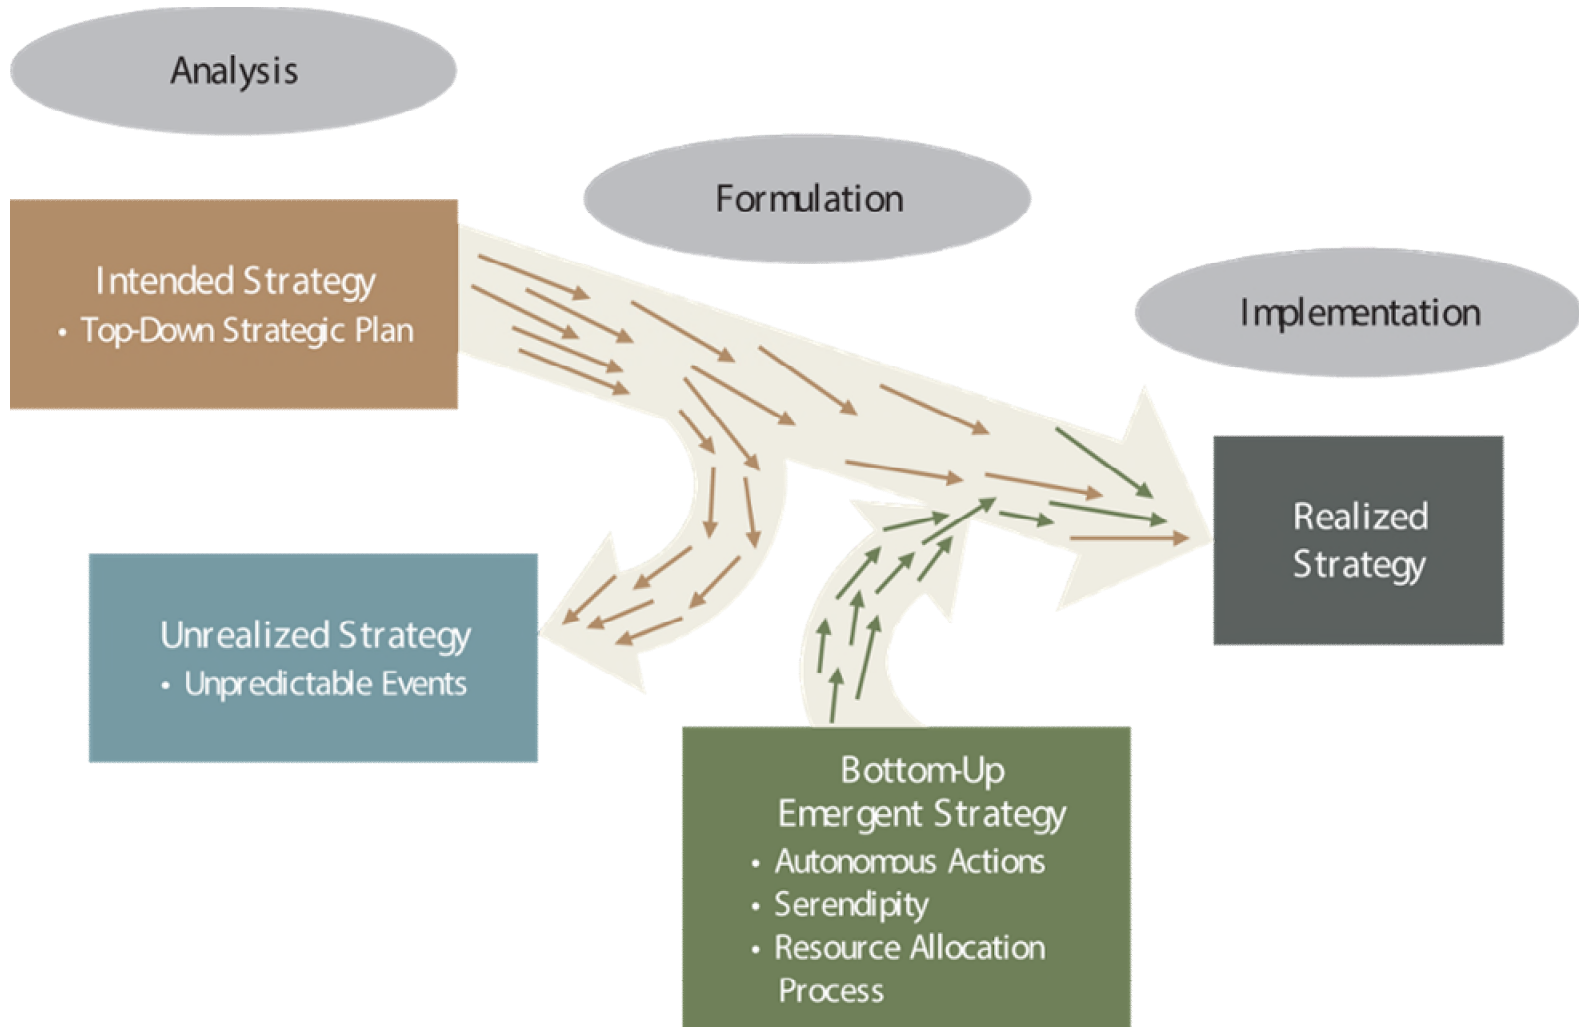 Analysis
Formulation
Implementation
Intended Strategy
• Top-Down Strategic Plan
Realized
Strategy
Unrealized Strategy
• Unpredictable Events
Bottom-Up
Emergent Strategy
• Autonomous Actions
• Serendipity
• Resource Allocation
Process